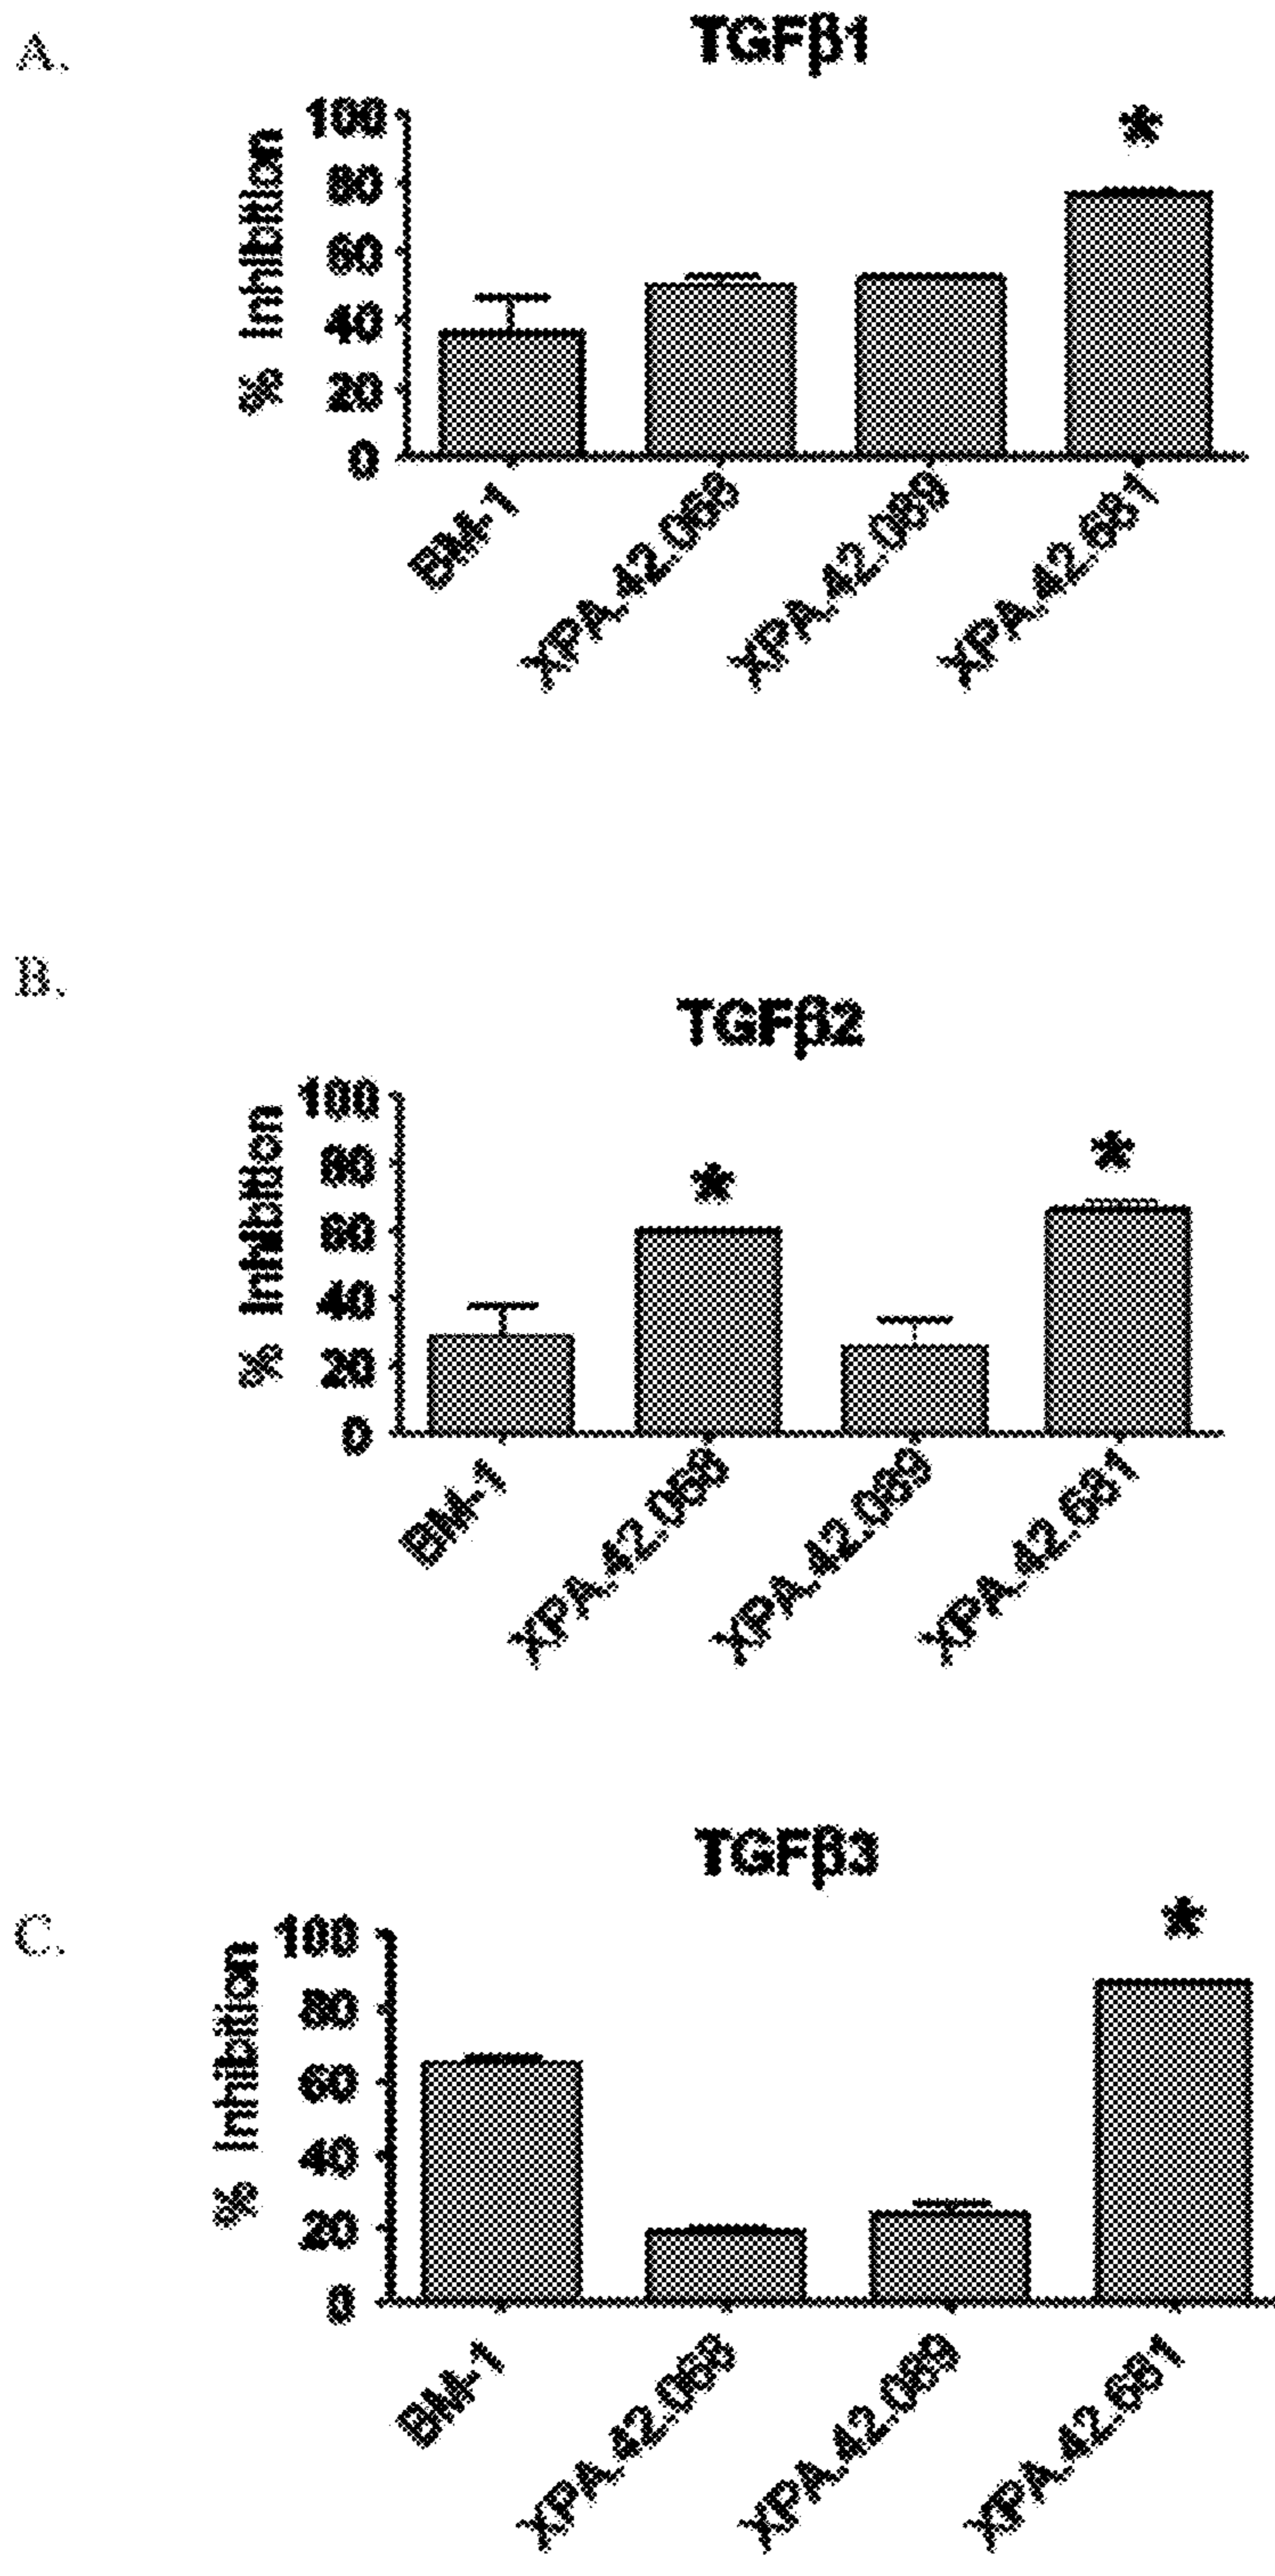 A.
TGFβ1
*
% Inhibition
100
80
60
40
20
0
BM-1
XPA.42.068
XPA.42.089
XPA.42.681
B.
TGFβ2
*
*
% Inhibition
100
80
60
40
20
0
BM-1
XPA.42.068
XPA.42.089
XPA.42.681
C.
TGFβ3
*
% Inhibition
100
80
60
40
20
0
BM-1
XPA.42.068
XPA.42.089
XPA.42.681